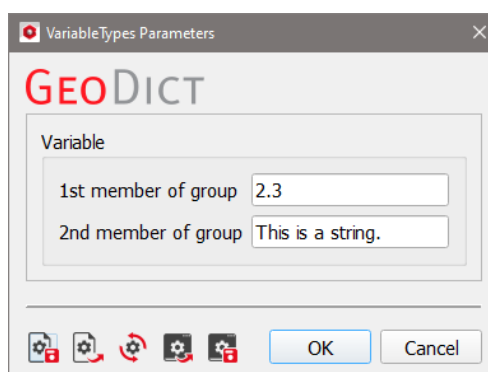 VariableTypes Parameters
GEODICT
Variable
1st member of group 2.3
2nd member of group This is a string.
OK Cancel